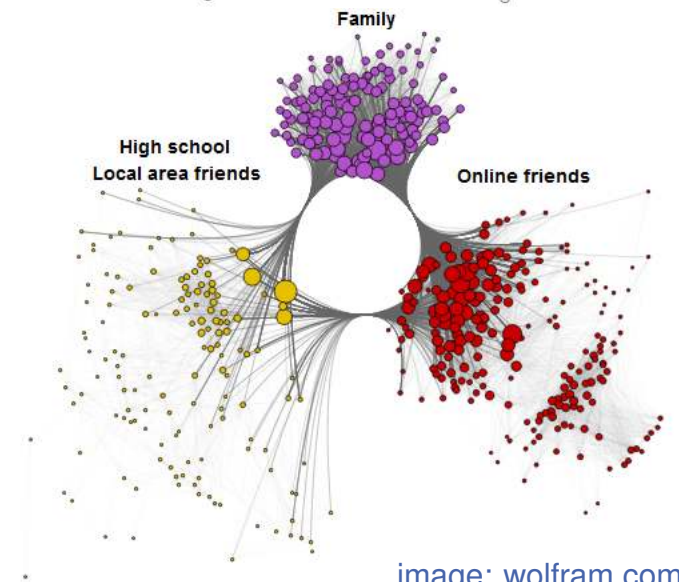 Family
High school
Local area friends
Online friends
image: wolfram.com